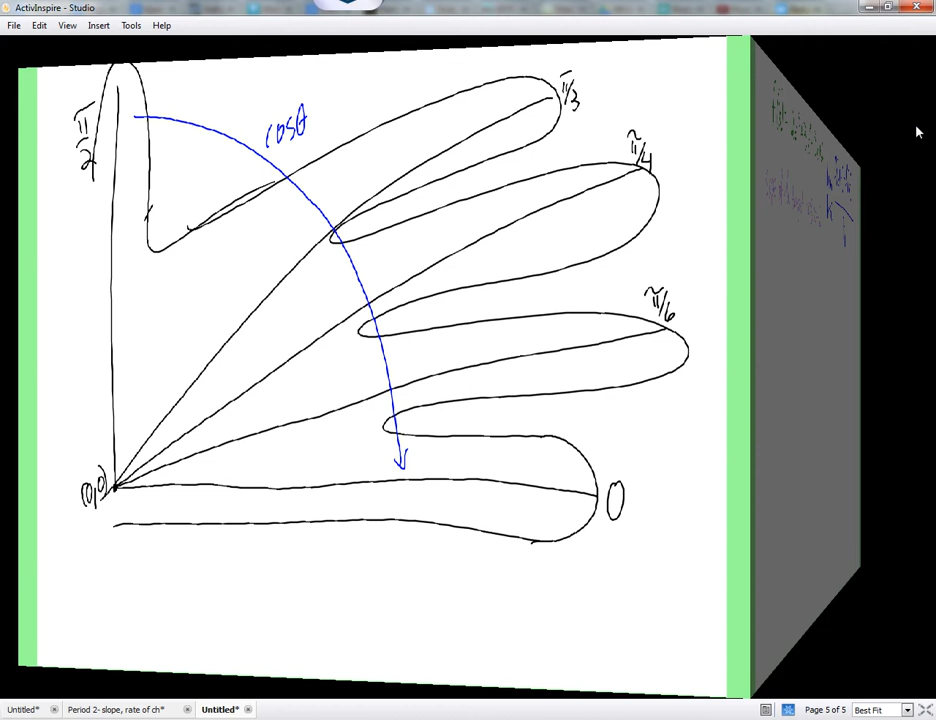 ActivInspire - Studio
File Edit View Insert Tools Help
π/3
π/2
cosθ
π/4
π/6
(0,0)
0
Untitled*
Period 2- slope, rate of ch*
Untitled*
Page 5 of 5
Best Fit